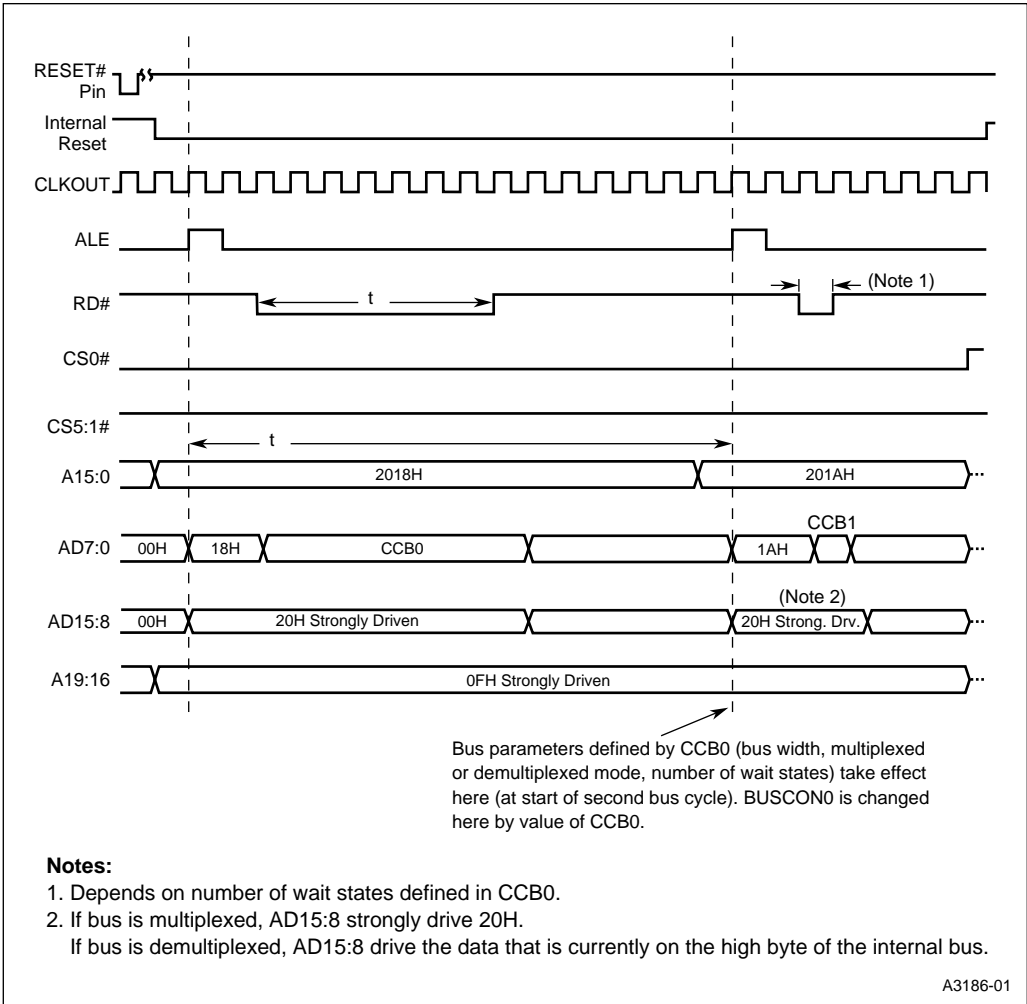 RESET#
Pin
Internal
Reset
CLKOUT
ALE
RD#
t
(Note 1)
CS0#
CS5:1#
t
A15:0
2018H
201AH
CCB1
AD7:0
00H
18H
CCB0
1AH
(Note 2)
AD15:8
00H
20H Strongly Driven
20H Strong. Drv.
A19:16
0FH Strongly Driven
Bus parameters defined by CCB0 (bus width, multiplexed
or demultiplexed mode, number of wait states) take effect
here (at start of second bus cycle). BUSCON0 is changed
here by value of CCB0.
Notes:
1. Depends on number of wait states defined in CCB0.
2. If bus is multiplexed, AD15:8 strongly drive 20H.
If bus is demultiplexed, AD15:8 drive the data that is currently on the high byte of the internal bus.
A3186-01